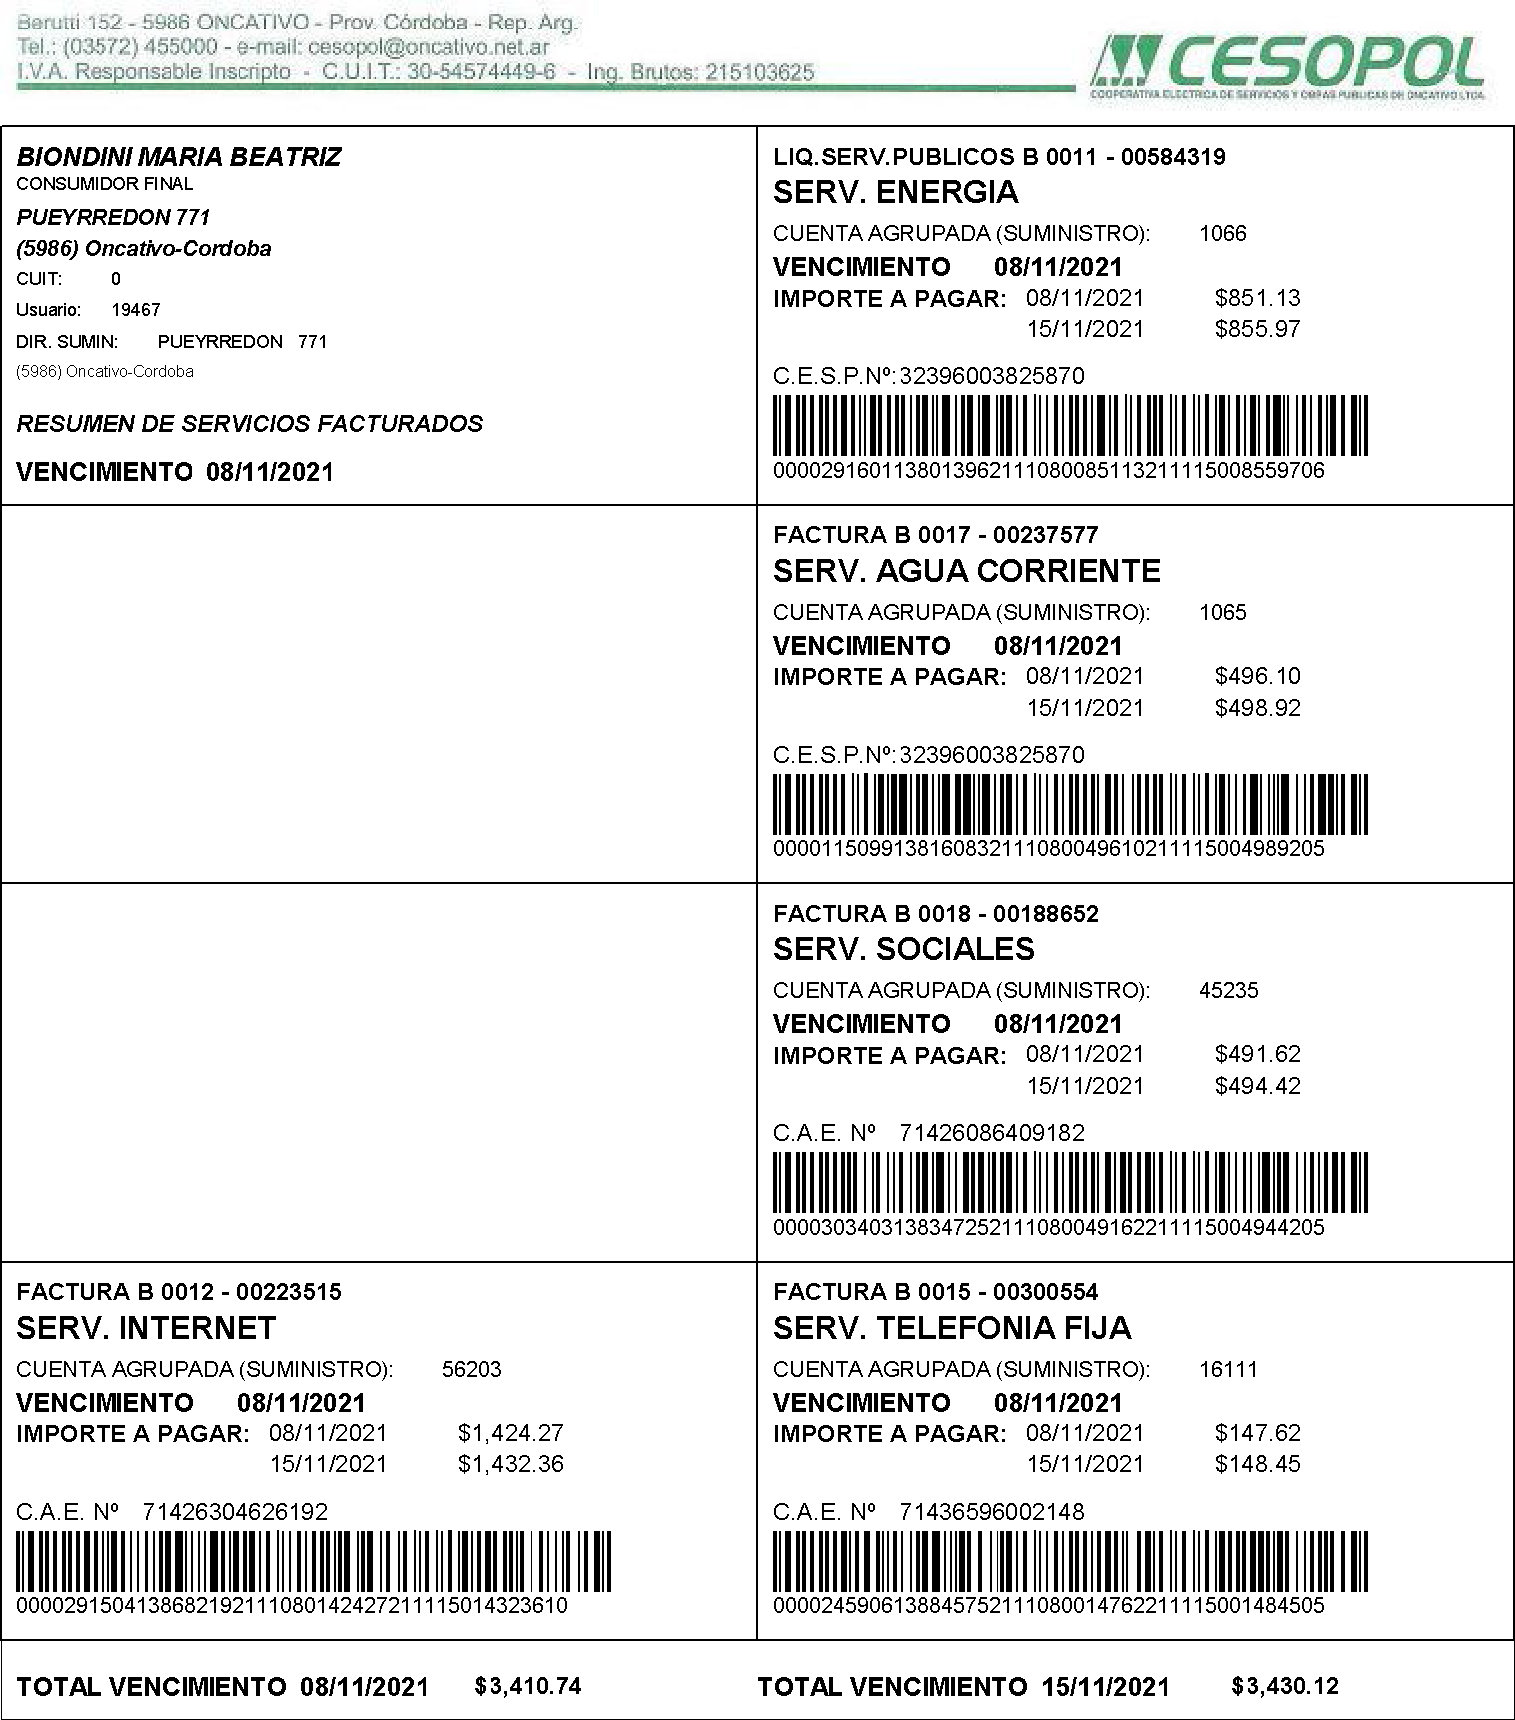 Berutti 152 - 5986 ONCATIVO - Prov. Córdoba - Rep. Arg.
Tel.: (03572) 455000 - e-mail: cesopol@oncativo.net.ar
I.V.A. Responsable Inscripto - C.U.I.T.: 30-54574449-6 - Ing. Brutos: 215103625
CESOPOL
COOPERATIVA ELECTRICA DE SERVICIOS Y OBRAS PUBLICAS DE ONCATIVO LTDA.
BIONDINI MARIA BEATRIZ
CONSUMIDOR FINAL
PUEYRREDON 771
(5986) Oncativo-Cordoba
CUIT: 0
Usuario: 19467
DIR. SUMIN: PUEYRREDON 771
(5986) Oncativo-Cordoba
RESUMEN DE SERVICIOS FACTURADOS
VENCIMIENTO 08/11/2021
LIQ.SERV.PUBLICOS B 0011 - 00584319
SERV. ENERGIA
CUENTA AGRUPADA (SUMINISTRO): 1066
VENCIMIENTO 08/11/2021
IMPORTE A PAGAR: 08/11/2021 $851.13
15/11/2021 $855.97
C.E.S.P.Nº: 32396003825870
0000291601138013962111080085113211115008559706
FACTURA B 0017 - 00237577
SERV. AGUA CORRIENTE
CUENTA AGRUPADA (SUMINISTRO): 1065
VENCIMIENTO 08/11/2021
IMPORTE A PAGAR: 08/11/2021 $496.10
15/11/2021 $498.92
C.E.S.P.Nº: 32396003825870
0000115099138160832111080049610211115004989205
FACTURA B 0018 - 00188652
SERV. SOCIALES
CUENTA AGRUPADA (SUMINISTRO): 45235
VENCIMIENTO 08/11/2021
IMPORTE A PAGAR: 08/11/2021 $491.62
15/11/2021 $494.42
C.A.E. Nº 71426086409182
0000303403138347252111080049162211115004944205
FACTURA B 0012 - 00223515
SERV. INTERNET
CUENTA AGRUPADA (SUMINISTRO): 56203
VENCIMIENTO 08/11/2021
IMPORTE A PAGAR: 08/11/2021 $1,424.27
15/11/2021 $1,432.36
C.A.E. Nº 71426304626192
0000291504138682192111080142427211115014323610
FACTURA B 0015 - 00300554
SERV. TELEFONIA FIJA
CUENTA AGRUPADA (SUMINISTRO): 16111
VENCIMIENTO 08/11/2021
IMPORTE A PAGAR: 08/11/2021 $147.62
15/11/2021 $148.45
C.A.E. Nº 71436596002148
0000245906138845752111080014762211115001484505
TOTAL VENCIMIENTO 08/11/2021 $3,410.74
TOTAL VENCIMIENTO 15/11/2021 $3,430.12